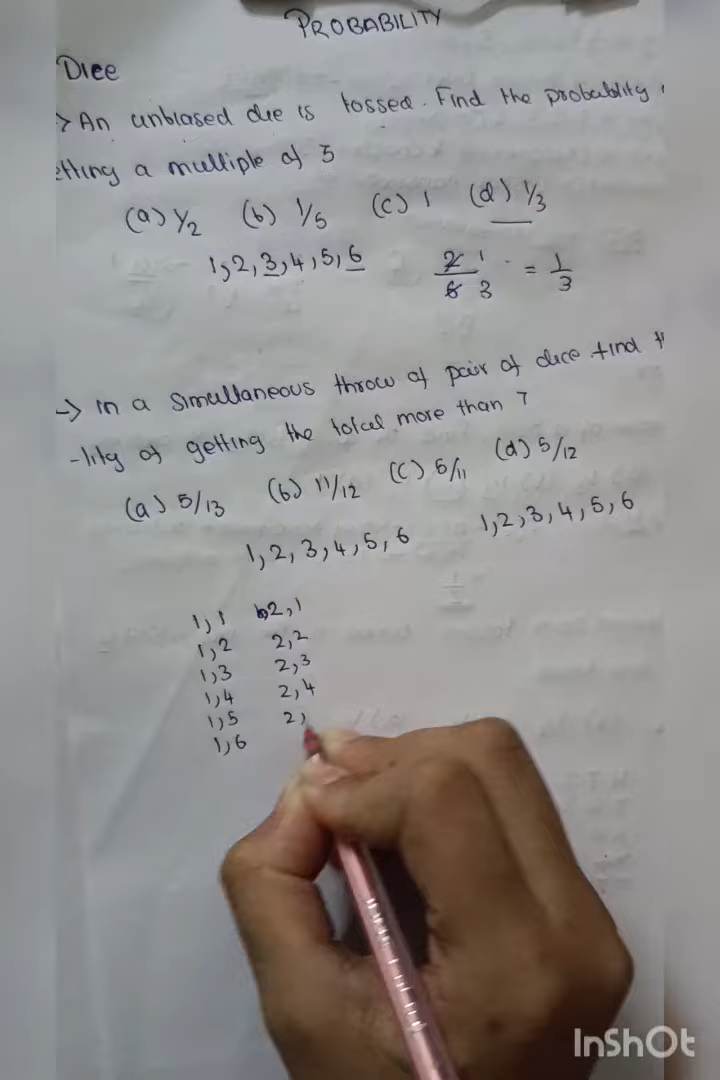 PROBABILITY
Dice
→ An unbiased die is tossed. Find the probablity
etting a multiple of 3
(a) 1/2 (b) 1/5 (c) 1 (d) 1/3
1, 2, 3, 4, 5, 6 2/6 1/3 = 1/3
→ In a simultaneous throw of pair of dice find t
-lity of getting the total more than 7
(a) 5/13 (b) 11/12 (c) 5/11 (d) 5/12
1, 2, 3, 4, 5, 6 1, 2, 3, 4, 5, 6
1,1 2,1
1,2 2,2
1,3 2,3
1,4 2,4
1,5 2,
1,6
InShOt